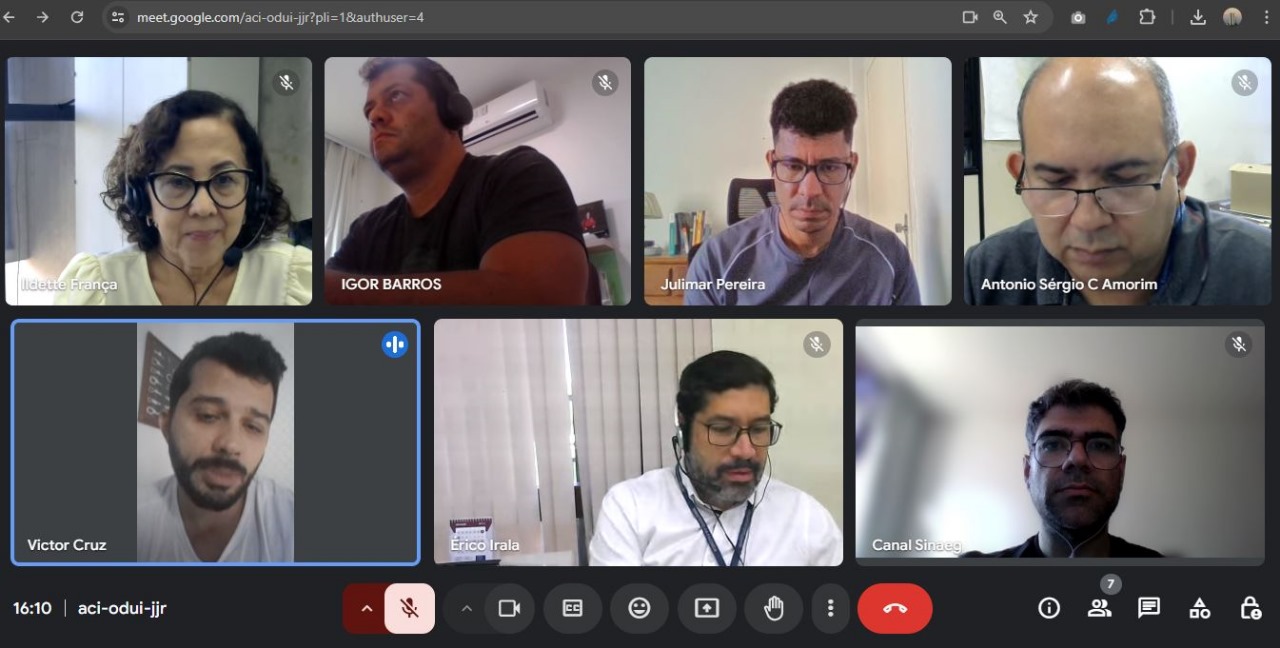 meet.google.com/aci-odui-jjr?pli=1&authuser=4
Ildette França
IGOR BARROS
Julimar Pereira
Antonio Sérgio C Amorim
Victor Cruz
Érico Irala
Canal Sinaeg
7
16:10 | aci-odui-jjr
CC